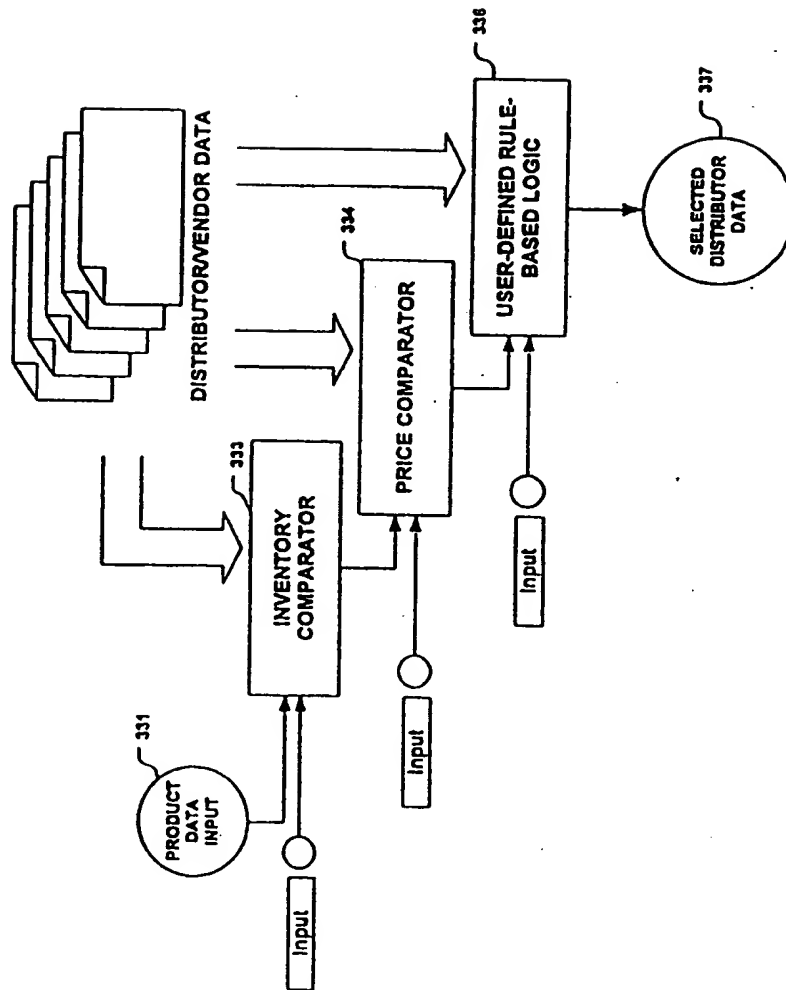 DISTRIBUTOR/VENDOR DATA
331
PRODUCT
DATA
INPUT
333
INVENTORY
COMPARATOR
Input
334
PRICE COMPARATOR
Input
336
USER-DEFINED RULE-
BASED LOGIC
Input
337
SELECTED
DISTRIBUTOR
DATA